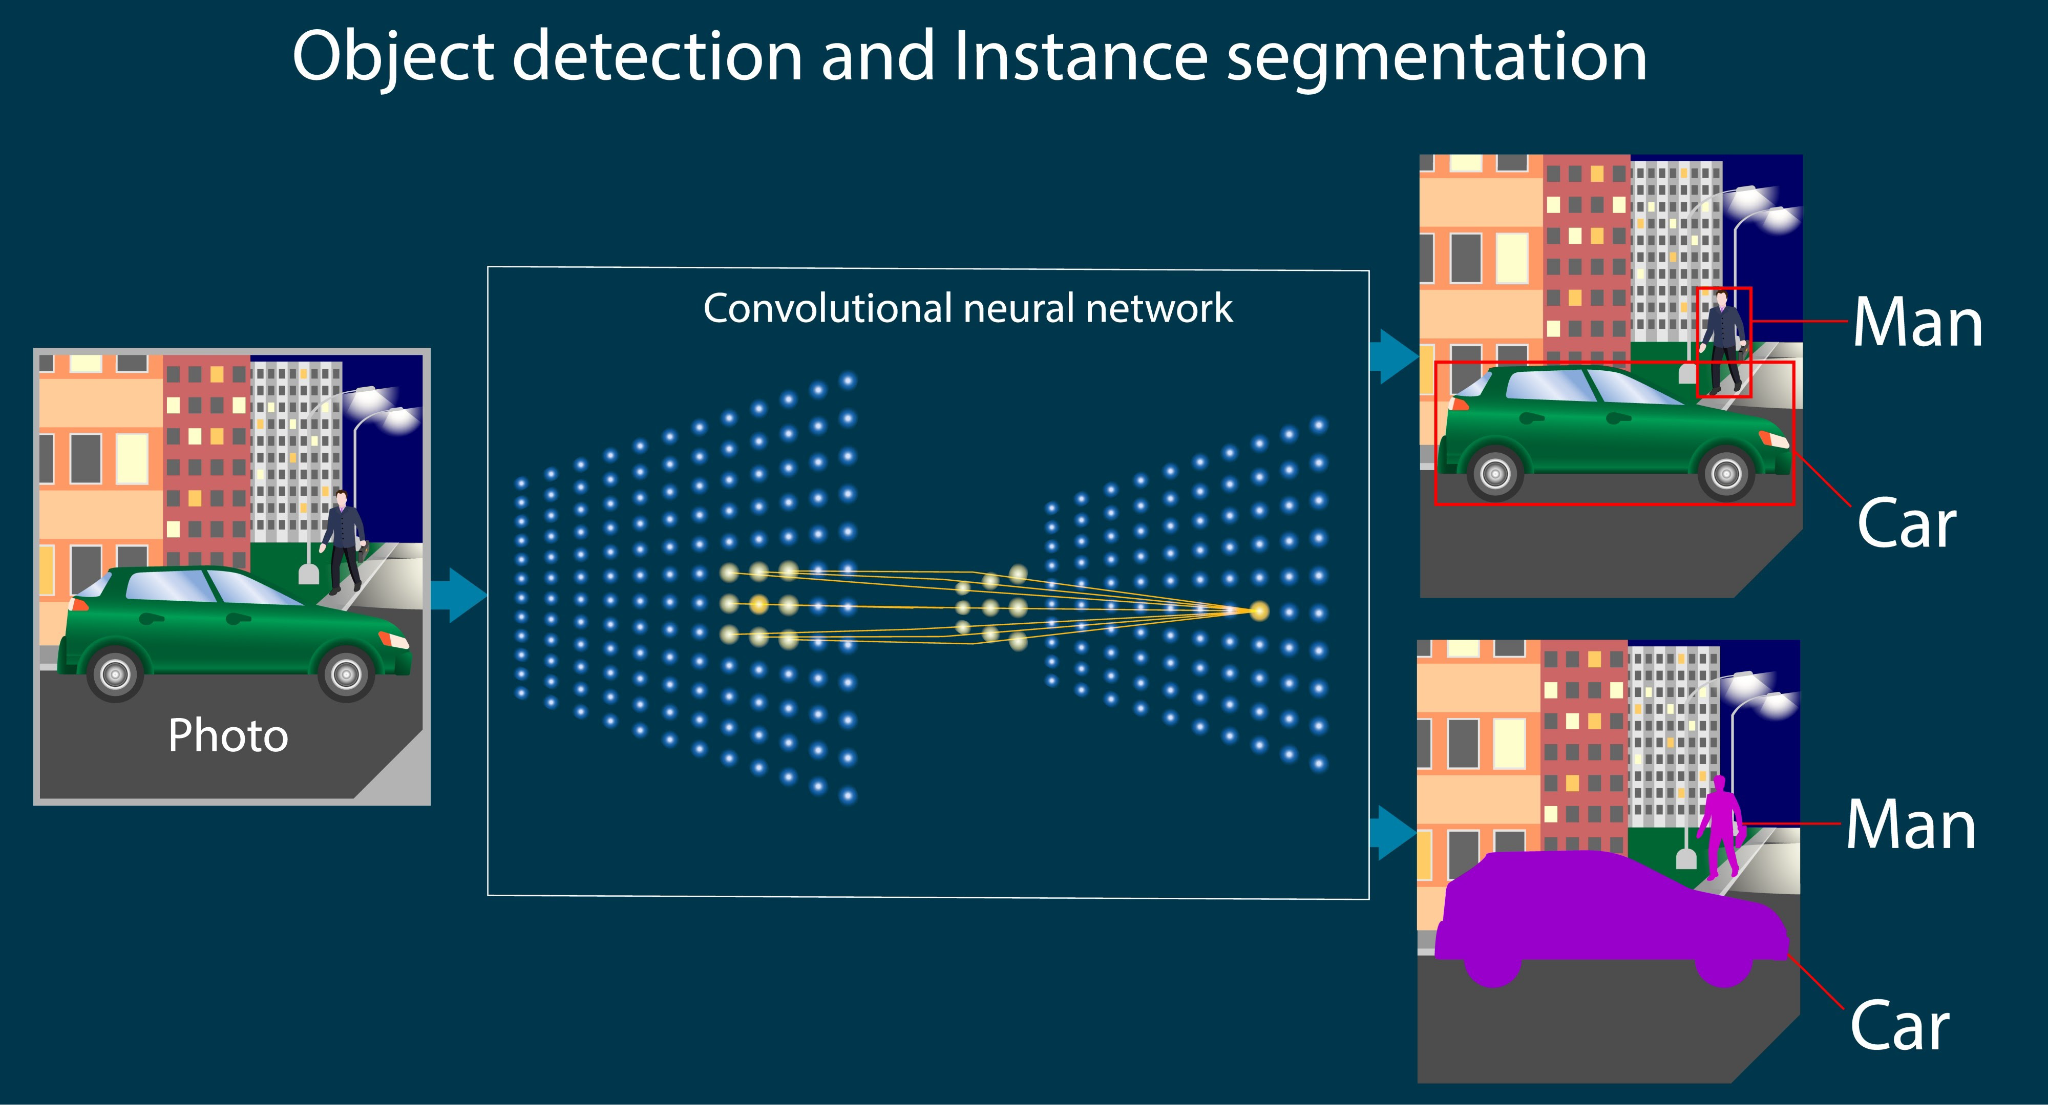 Object detection and Instance segmentation
Convolutional neural network
Photo
Man
Car
Man
Car